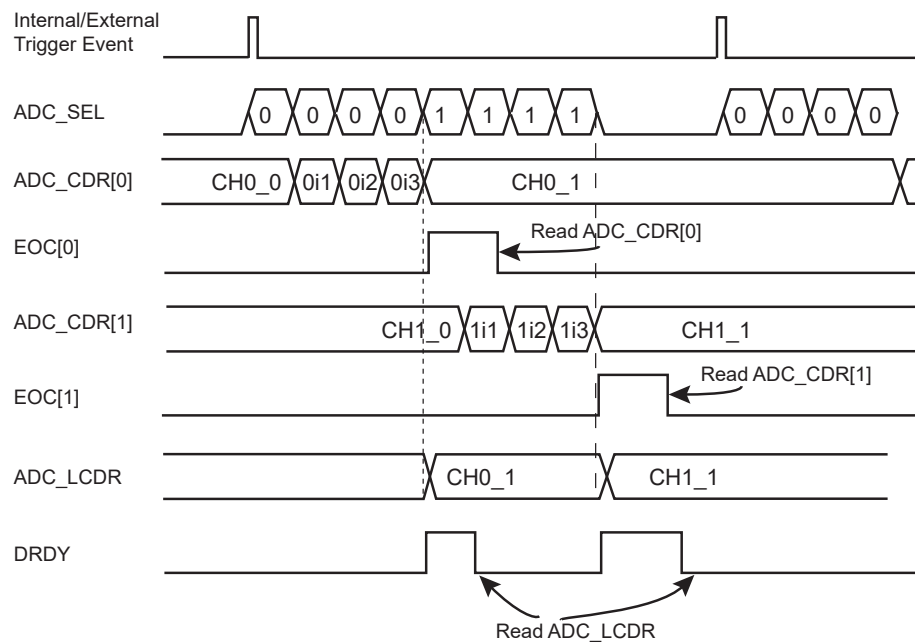 Internal/External
Trigger Event
ADC_SEL
0 0 0 0 1 1 1 1 0 0 0 0
ADC_CDR[0]
CH0_0 0i1 0i2 0i3 CH0_1
EOC[0]
Read ADC_CDR[0]
ADC_CDR[1]
CH1_0 1i1 1i2 1i3 CH1_1
EOC[1]
Read ADC_CDR[1]
ADC_LCDR
CH0_1 CH1_1
DRDY
Read ADC_LCDR